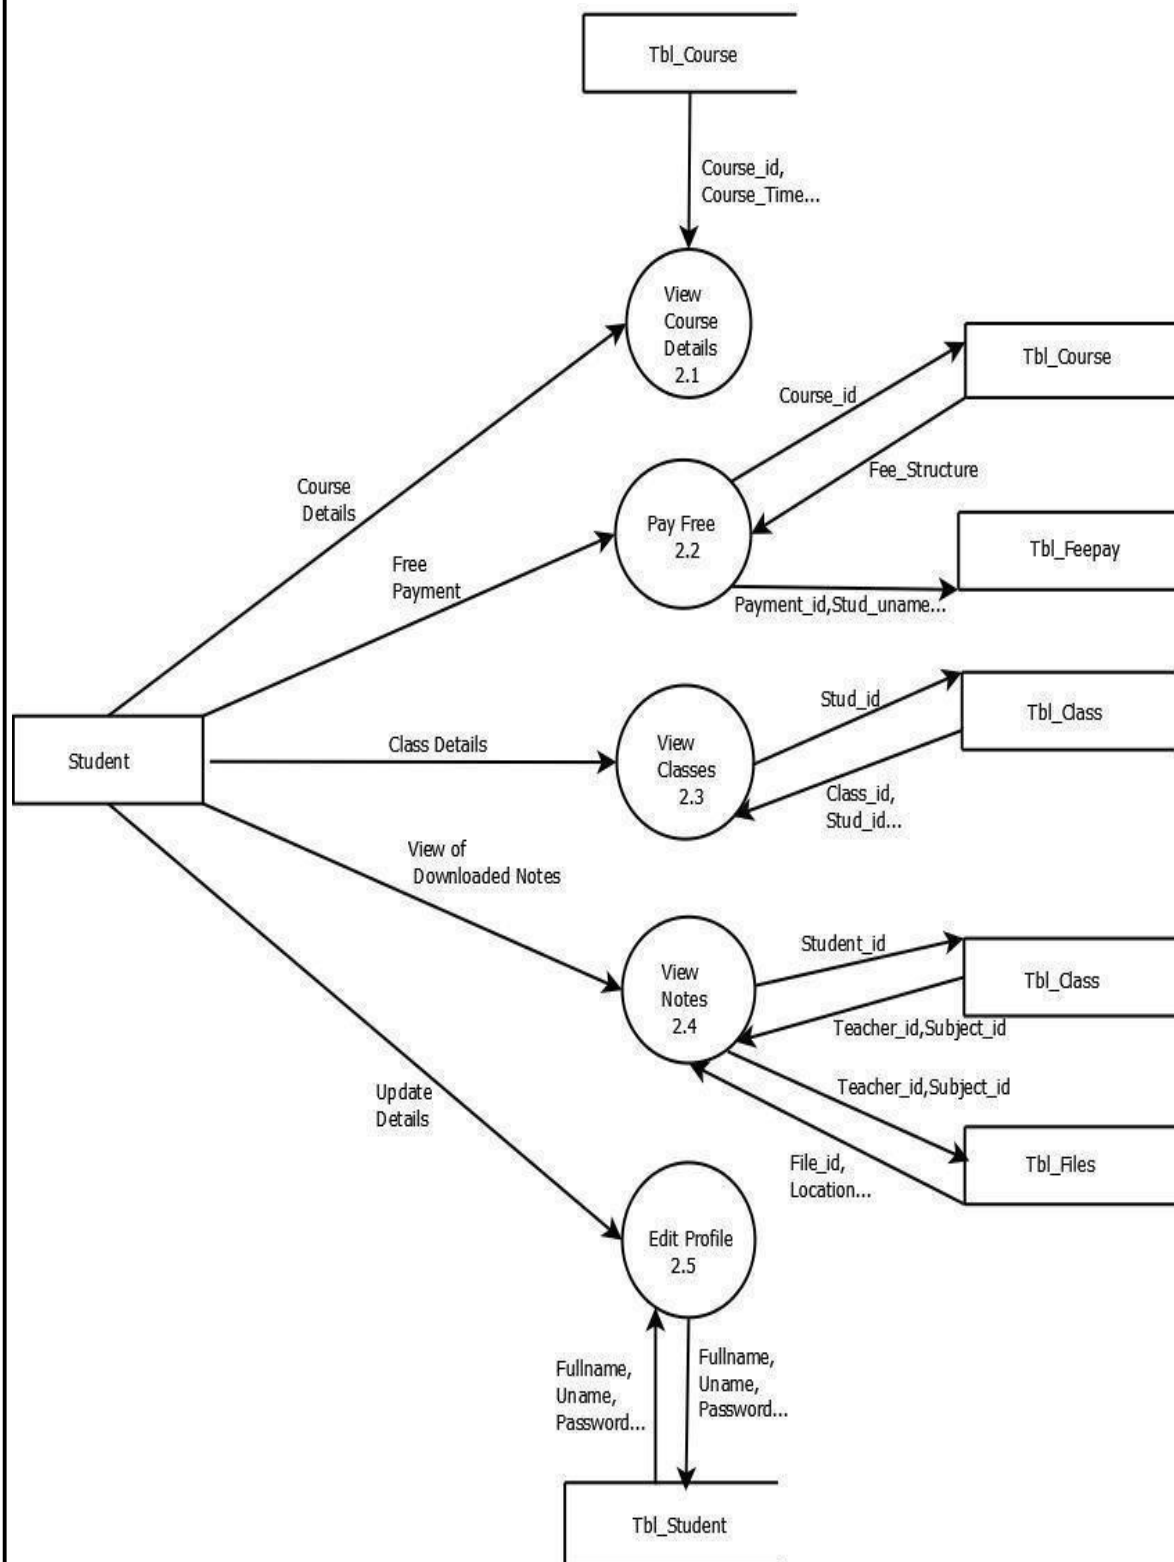 Tbl_Course
Course_id,
Course_Time...
View
Course
Details
2.1
Tbl_Course
Course_id
Fee_Structure
Course
Details
Pay Free
2.2
Tbl_Feepay
Free
Payment
Payment_id,Stud_uname...
Stud_id
Tbl_Class
Student
Class Details
View
Classes
2.3
Class_id,
Stud_id...
View of
Downloaded Notes
Student_id
View
Notes
2.4
Tbl_Class
Teacher_id,Subject_id
Teacher_id,Subject_id
Update
Details
File_id,
Location...
Tbl_Files
Edit Profile
2.5
Fullname,
Uname,
Password...
Fullname,
Uname,
Password...
Tbl_Student